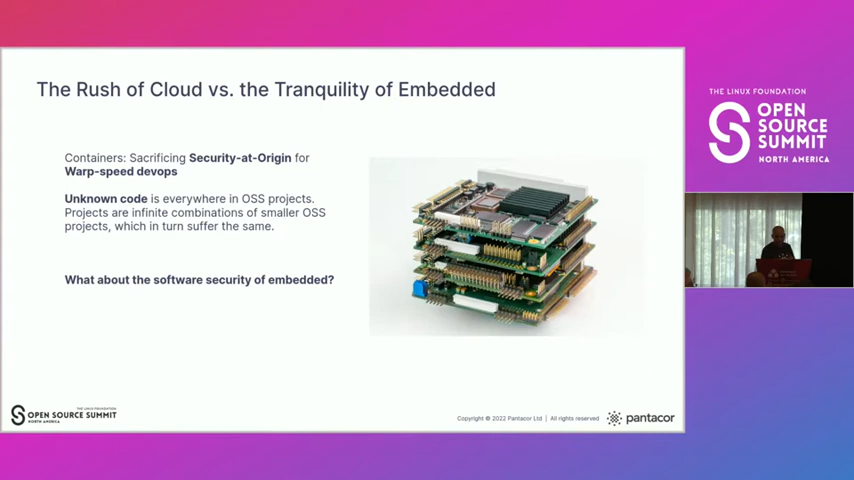 The Rush of Cloud vs. the Tranquility of Embedded
Containers: Sacrificing Security-at-Origin for
Warp-speed devops
Unknown code is everywhere in OSS projects.
Projects are infinite combinations of smaller OSS
projects, which in turn suffer the same.
What about the software security of embedded?
THE LINUX FOUNDATION
OPEN SOURCE SUMMIT
NORTH AMERICA
Copyright © 2022 Pantacor Ltd | All rights reserved
pantacor
THE LINUX FOUNDATION
OPEN
SOURCE
SUMMIT
NORTH AMERICA